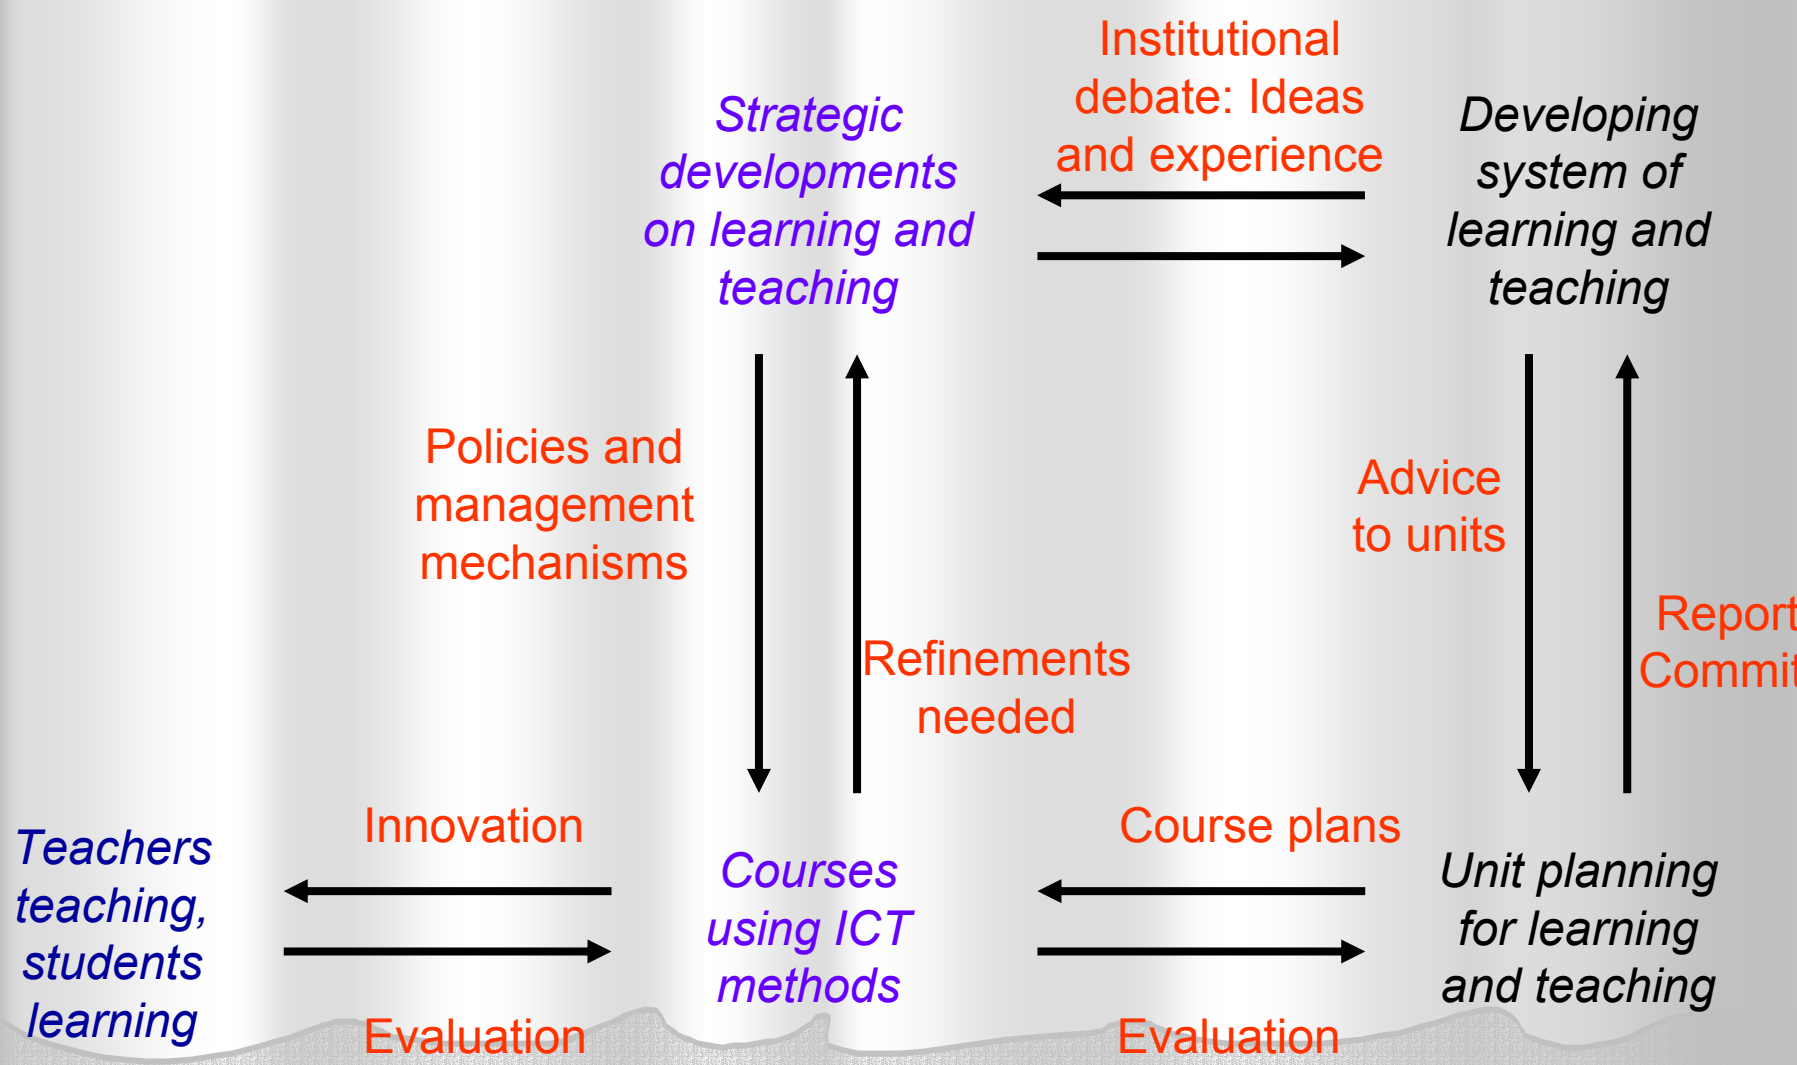 Institutional
debate: Ideas
and experience
Strategic
developments
on learning and
teaching
Developing
system of
learning and
teaching
Policies and
management
mechanisms
Advice
to units
Refinements
needed
Report
Commit
Innovation
Course plans
Teachers
teaching,
students
learning
Courses
using ICT
methods
Unit planning
for learning
and teaching
Evaluation
Evaluation